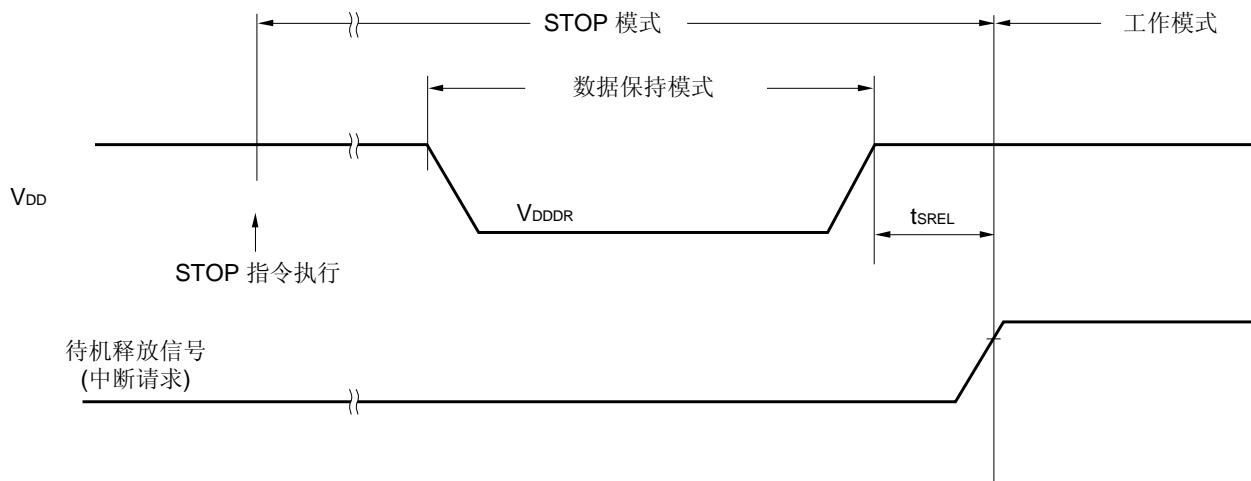 STOP 模式
工作模式
数据保持模式
VDD
VDDDR
tSREL
STOP 指令执行
待机释放信号
(中断请求)